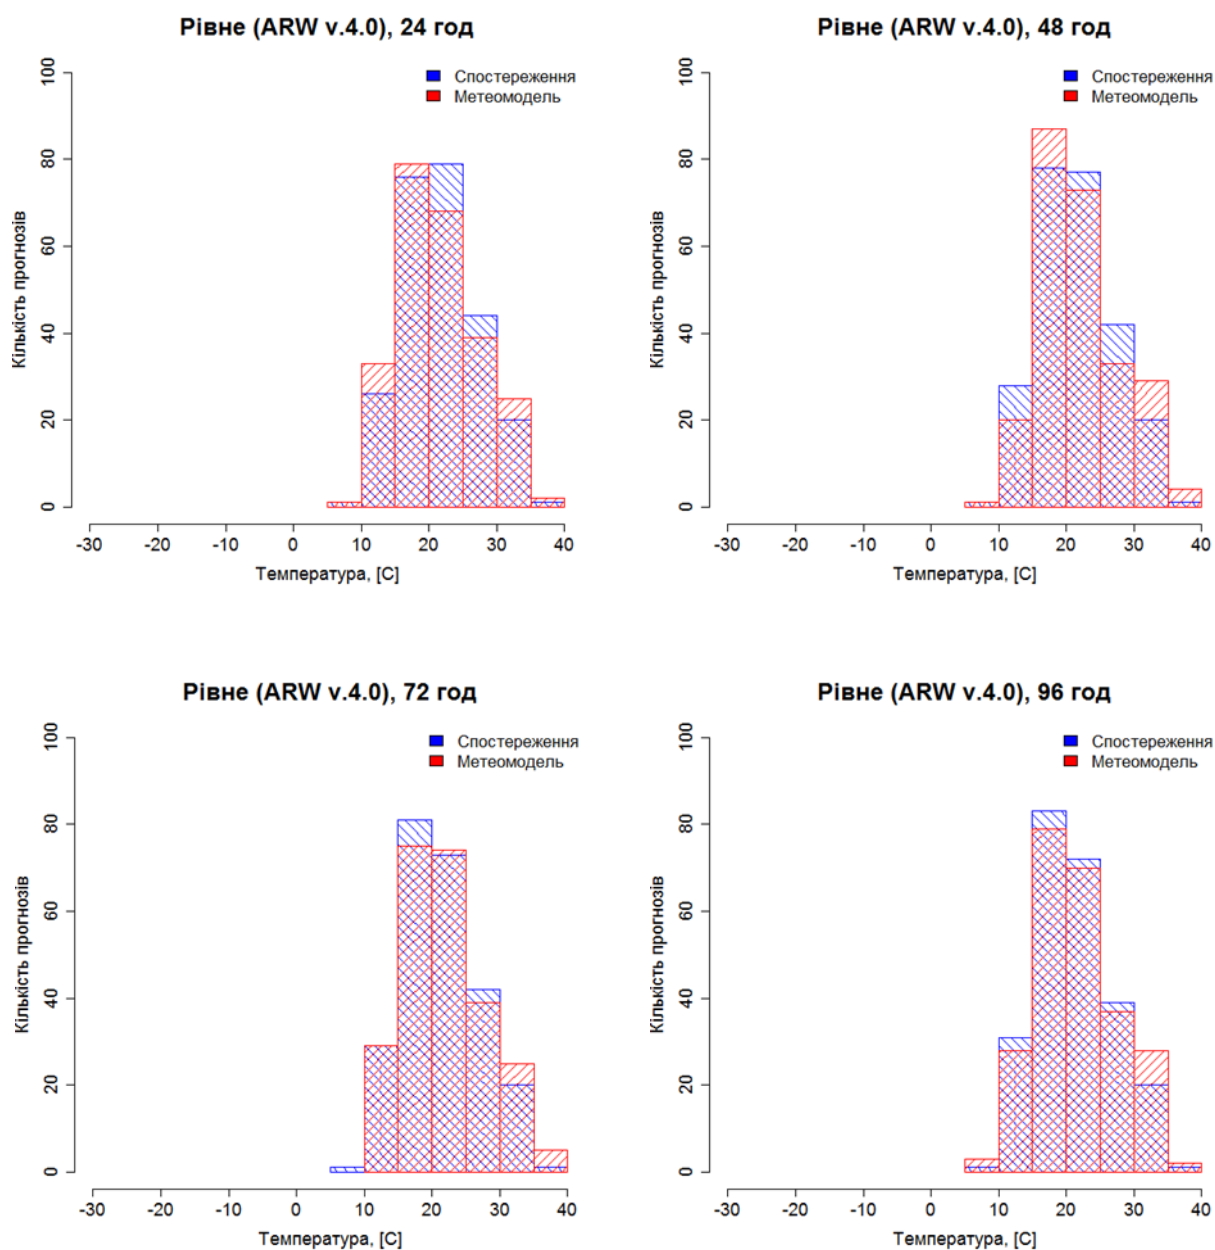 Рівне (ARW v.4.0), 24 год
Спостереження
Метеомодель
Кількість прогнозів
100
80
60
40
20
0
-30 -20 -10 0 10 20 30 40
Температура, [C]
Рівне (ARW v.4.0), 48 год
Спостереження
Метеомодель
Кількість прогнозів
100
80
60
40
20
0
-30 -20 -10 0 10 20 30 40
Температура, [C]
Рівне (ARW v.4.0), 72 год
Спостереження
Метеомодель
Кількість прогнозів
100
80
60
40
20
0
-30 -20 -10 0 10 20 30 40
Температура, [C]
Рівне (ARW v.4.0), 96 год
Спостереження
Метеомодель
Кількість прогнозів
100
80
60
40
20
0
-30 -20 -10 0 10 20 30 40
Температура, [C]